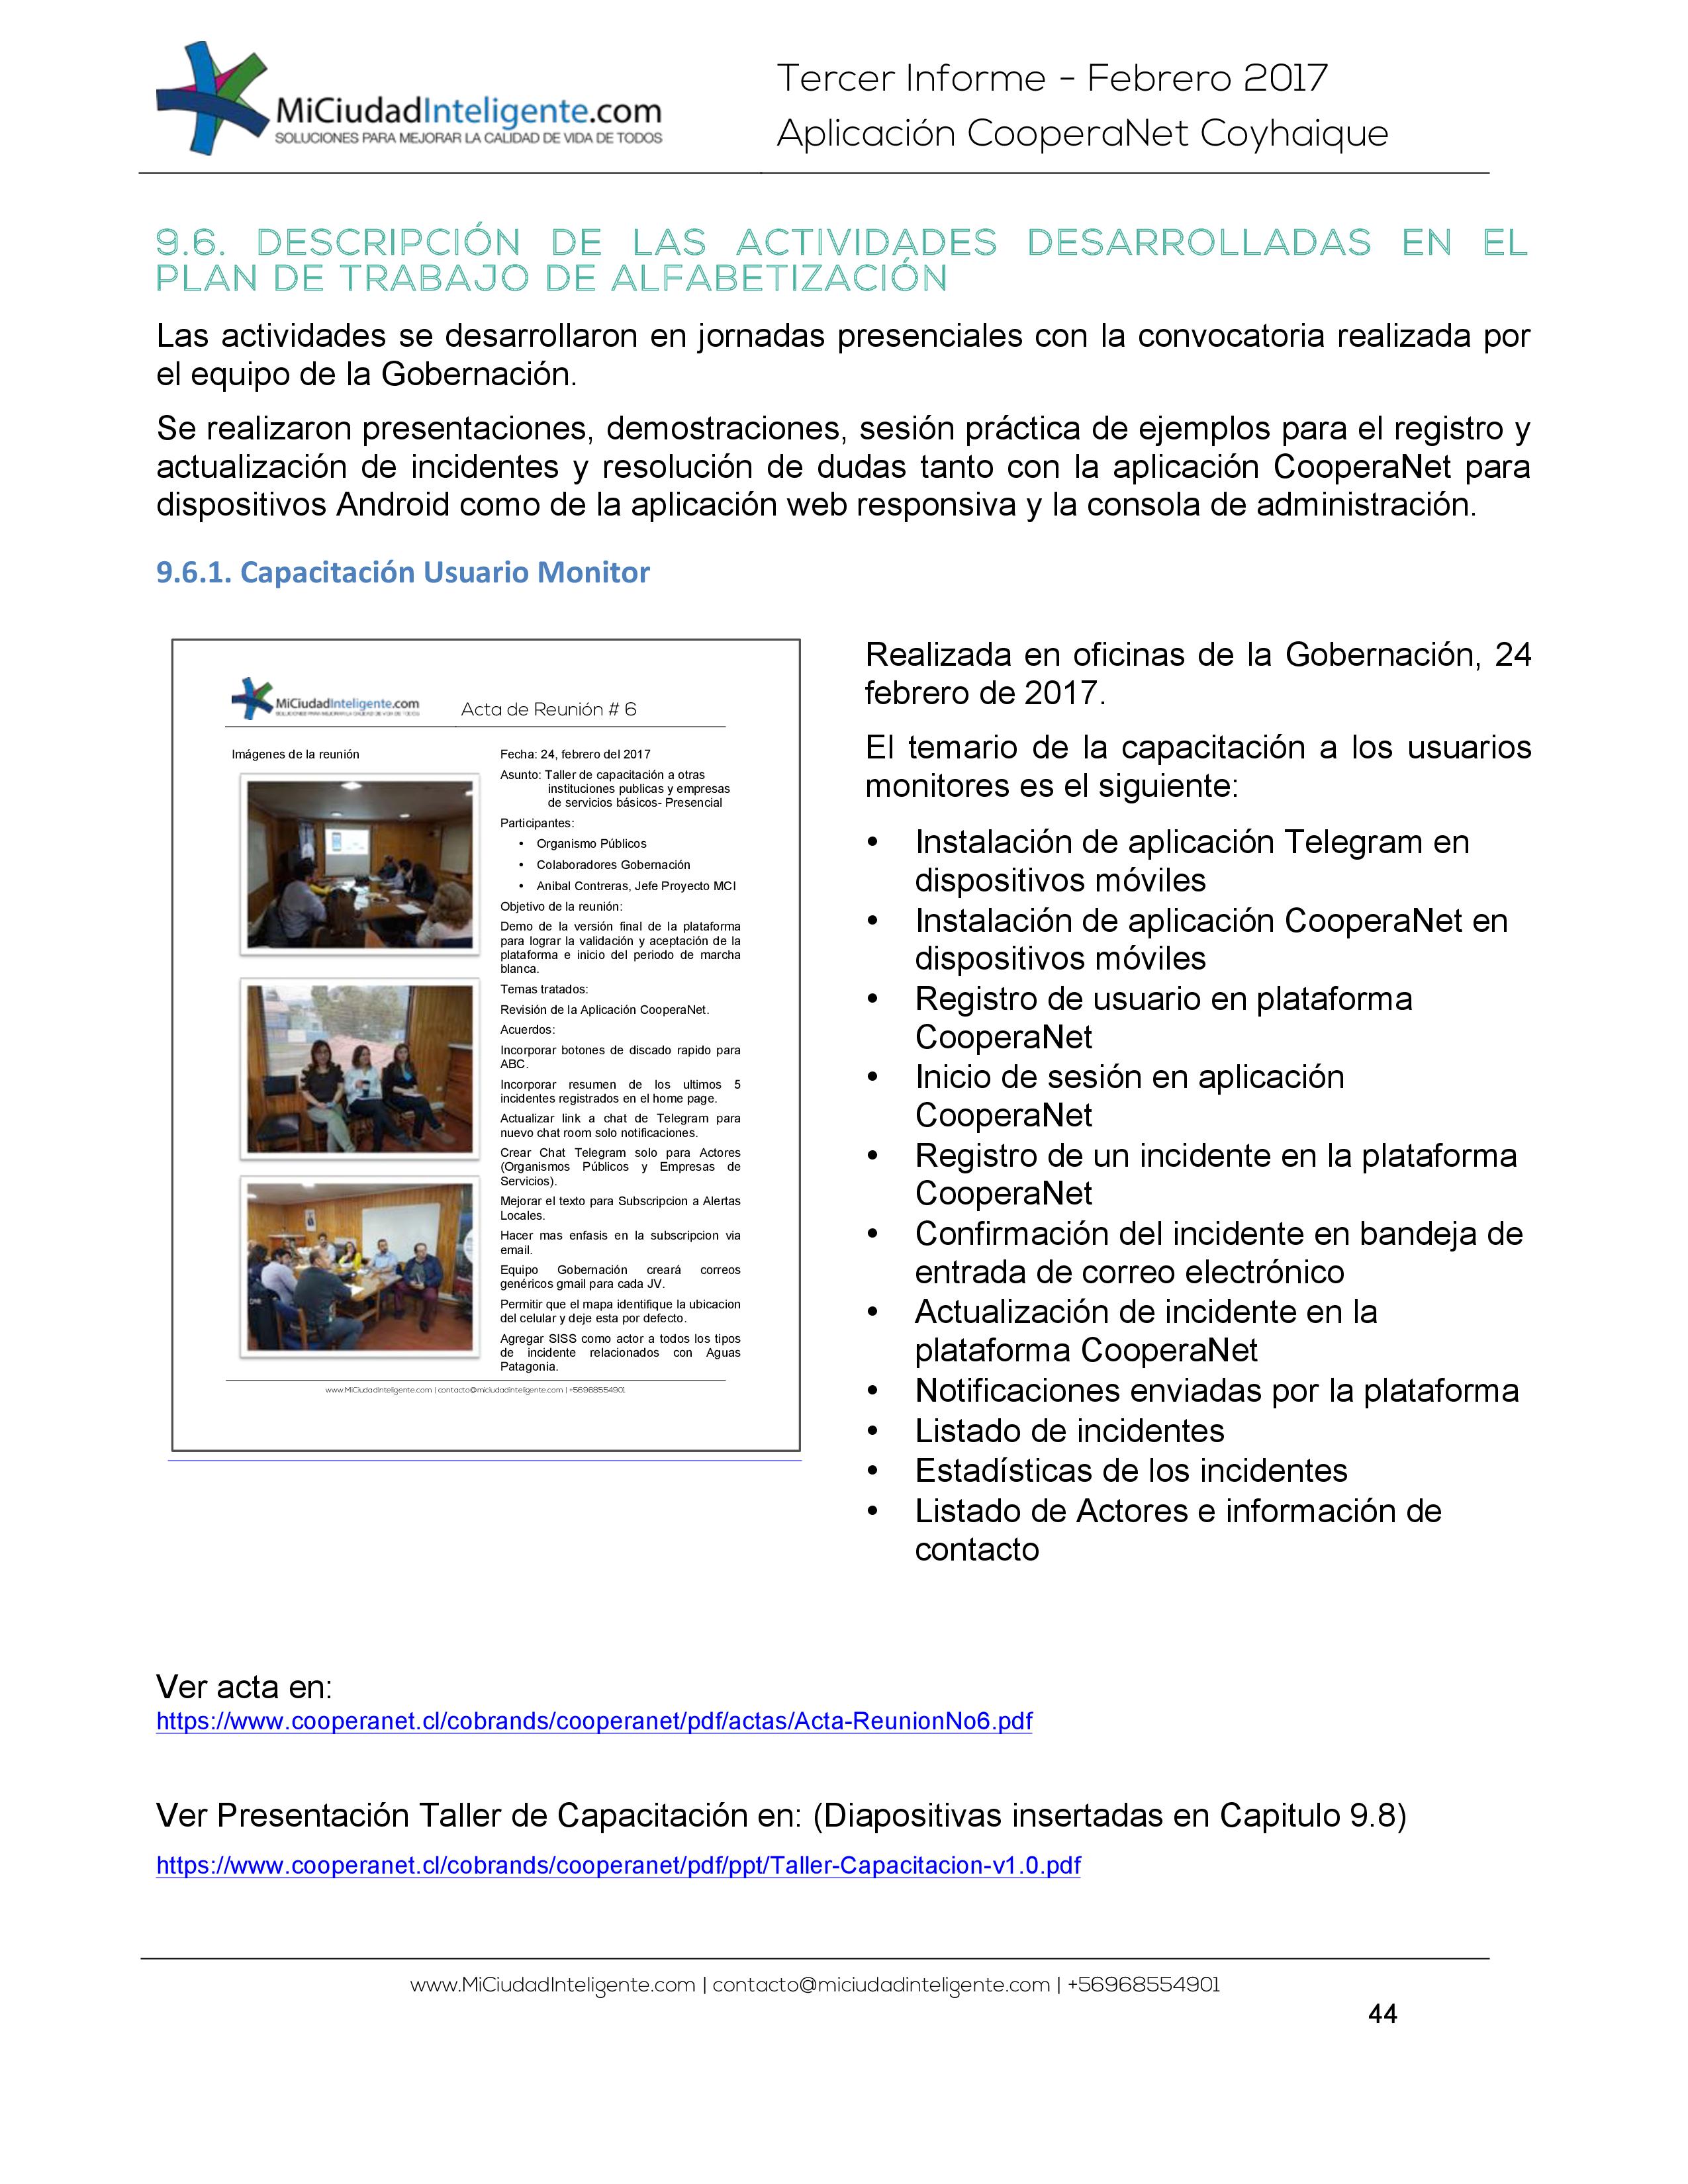 MiCiudadInteligente.com
SOLUCIONES PARA MEJORAR LA CALIDAD DE VIDA DE TODOS
Tercer Informe - Febrero 2017
Aplicación CooperaNet Coyhaique
9.6. DESCRIPCIÓN DE LAS ACTIVIDADES DESARROLLADAS EN EL
PLAN DE TRABAJO DE ALFABETIZACIÓN
Las actividades se desarrollaron en jornadas presenciales con la convocatoria realizada por
el equipo de la Gobernación.
Se realizaron presentaciones, demostraciones, sesión práctica de ejemplos para el registro y
actualización de incidentes y resolución de dudas tanto con la aplicación CooperaNet para
dispositivos Android como de la aplicación web responsiva y la consola de administración.
9.6.1. Capacitación Usuario Monitor
MiCiudadInteligente.com
SOLUCIONES PARA MEJORAR LA CALIDAD DE VIDA DE TODOS
Acta de Reunión # 6
Imágenes de la reunión
Fecha: 24, febrero del 2017
Asunto: Taller de capacitación a otras
instituciones publicas y empresas
de servicios básicos- Presencial
Participantes:
• Organismo Públicos
• Colaboradores Gobernación
• Anibal Contreras, Jefe Proyecto MCI
Objetivo de la reunión:
Demo de la versión final de la plataforma
para lograr la validación y aceptación de la
plataforma e inicio del periodo de marcha
blanca.
Temas tratados:
Revisión de la Aplicación CooperaNet.
Acuerdos:
Incorporar botones de discado rapido para
ABC.
Incorporar resumen de los ultimos 5
incidentes registrados en el home page.
Actualizar link a chat de Telegram para
nuevo chat room solo notificaciones.
Crear Chat Telegram solo para Actores
(Organismos Públicos y Empresas de
Servicios).
Mejorar el texto para Subscripcion a Alertas
Locales.
Hacer mas enfasis en la subscripcion via
email.
Equipo Gobernación creará correos
genéricos gmail para cada JV.
Permitir que el mapa identifique la ubicacion
del celular y deje esta por defecto.
Agregar SISS como actor a todos los tipos
de incidente relacionados con Aguas
Patagonia.
www.MiCiudadInteligente.com | contacto@miciudadinteligente.com | +56968554901
Realizada en oficinas de la Gobernación, 24
febrero de 2017.
El temario de la capacitación a los usuarios
monitores es el siguiente:
• Instalación de aplicación Telegram en
dispositivos móviles
• Instalación de aplicación CooperaNet en
dispositivos móviles
• Registro de usuario en plataforma
CooperaNet
• Inicio de sesión en aplicación
CooperaNet
• Registro de un incidente en la plataforma
CooperaNet
• Confirmación del incidente en bandeja de
entrada de correo electrónico
• Actualización de incidente en la
plataforma CooperaNet
• Notificaciones enviadas por la plataforma
• Listado de incidentes
• Estadísticas de los incidentes
• Listado de Actores e información de
contacto
Ver acta en:
https://www.cooperanet.cl/cobrands/cooperanet/pdf/actas/Acta-ReunionNo6.pdf
Ver Presentación Taller de Capacitación en: (Diapositivas insertadas en Capitulo 9.8)
https://www.cooperanet.cl/cobrands/cooperanet/pdf/ppt/Taller-Capacitacion-v1.0.pdf
www.MiCiudadInteligente.com | contacto@miciudadinteligente.com | +56968554901
44